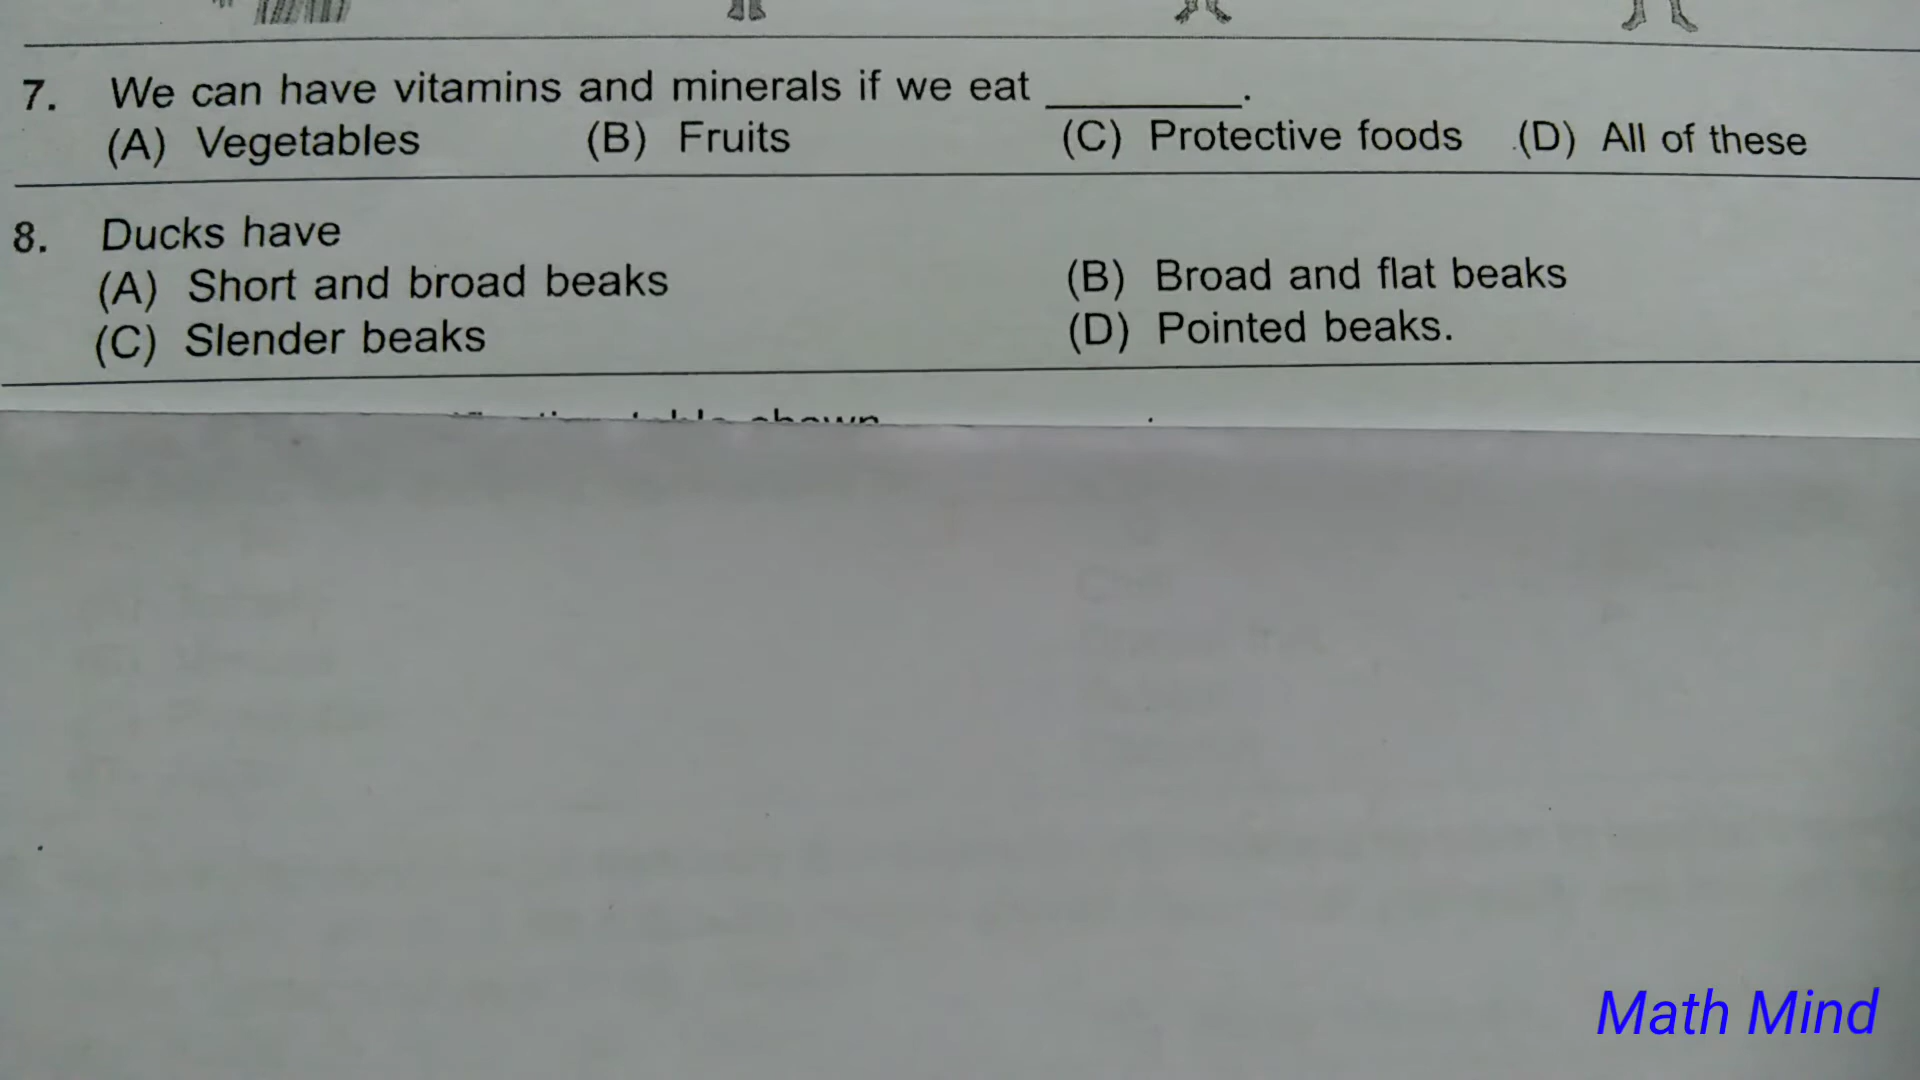 7. We can have vitamins and minerals if we eat ________.
(A) Vegetables (B) Fruits (C) Protective foods (D) All of these
8. Ducks have
(A) Short and broad beaks (B) Broad and flat beaks
(C) Slender beaks (D) Pointed beaks.
shown
Math Mind